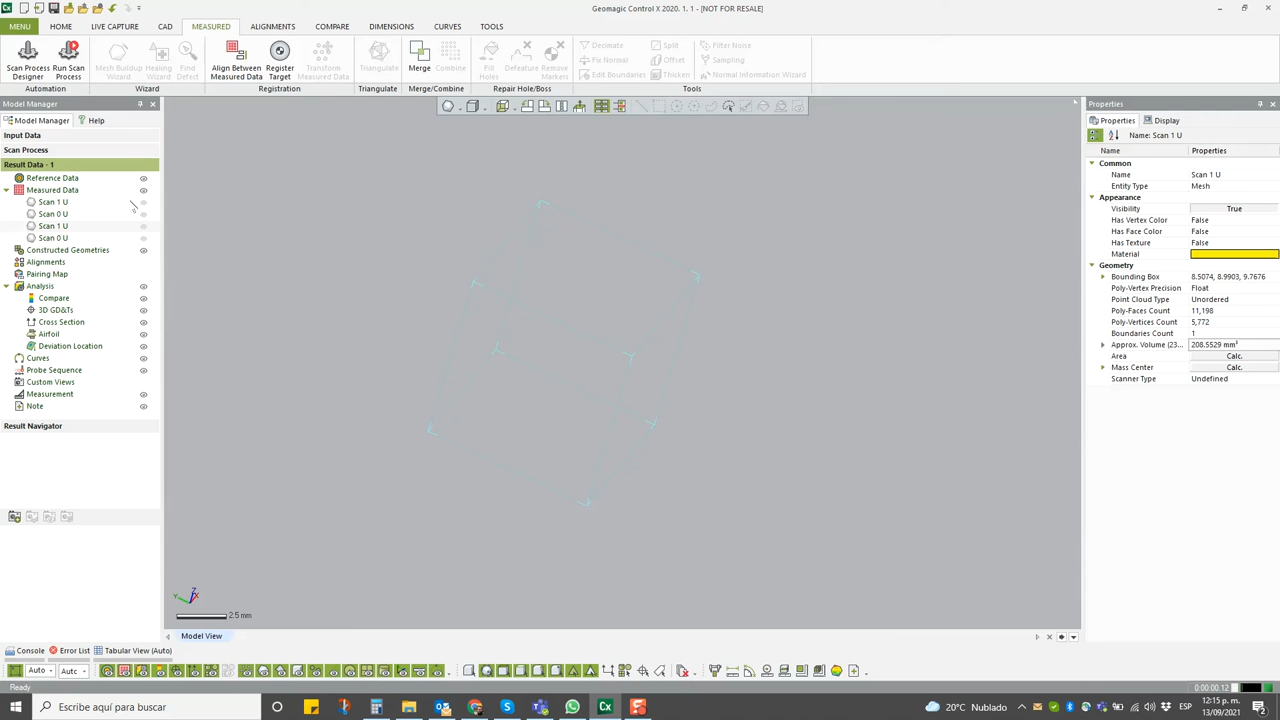 Geomagic Control X 2020. 1. 1 - [NOT FOR RESALE]
MENU HOME LIVE CAPTURE CAD MEASURED ALIGNMENTS COMPARE DIMENSIONS CURVES TOOLS
Scan Process Designer
Run Scan Process
Mesh Buildup Wizard
Healing Wizard
Find Defect
Align Between Measured Data
Register Target
Transform Measured Data
Triangulate
Merge
Combine
Fill Holes
Defeature
Remove Markers
Decimate
Split
Filter Noise
Fix Normal
Offset
Sampling
Edit Boundaries
Thicken
Normal Information Wizard
Automation Wizard Registration Triangulate Merge/Combine Repair Hole/Boss Tools
Model Manager
Model Manager Help
Input Data
Scan Process
Result Data - 1
Reference Data
Measured Data
Scan 1 U
Scan 0 U
Scan 1 U
Scan 0 U
Constructed Geometries
Alignments
Pairing Map
Analysis
Compare
3D GD&Ts
Cross Section
Airfoil
Deviation Location
Curves
Probe Sequence
Custom Views
Measurement
Note
Result Navigator
Y Z X
2.5 mm
Model View
Properties
Properties Display
Name: Scan 1 U
Name Properties
Common
Name Scan 1 U
Entity Type Mesh
Appearance
Visibility True
Has Vertex Color False
Has Face Color False
Has Texture False
Material
Geometry
Bounding Box 8.5074, 8.9903, 9.7676
Poly-Vertex Precision Float
Point Cloud Type Unordered
Poly-Faces Count 11,198
Poly-Vertices Count 5,772
Boundaries Count 1
Approx. Volume (23... 208.5529 mm³
Area Calc.
Mass Center Calc.
Scanner Type Undefined
Console Error List Tabular View (Auto)
Auto Autc
Ready
0:00:00.12
Escribe aquí para buscar
20°C Nublado
ESP
12:15 p. m.
13/09/2021